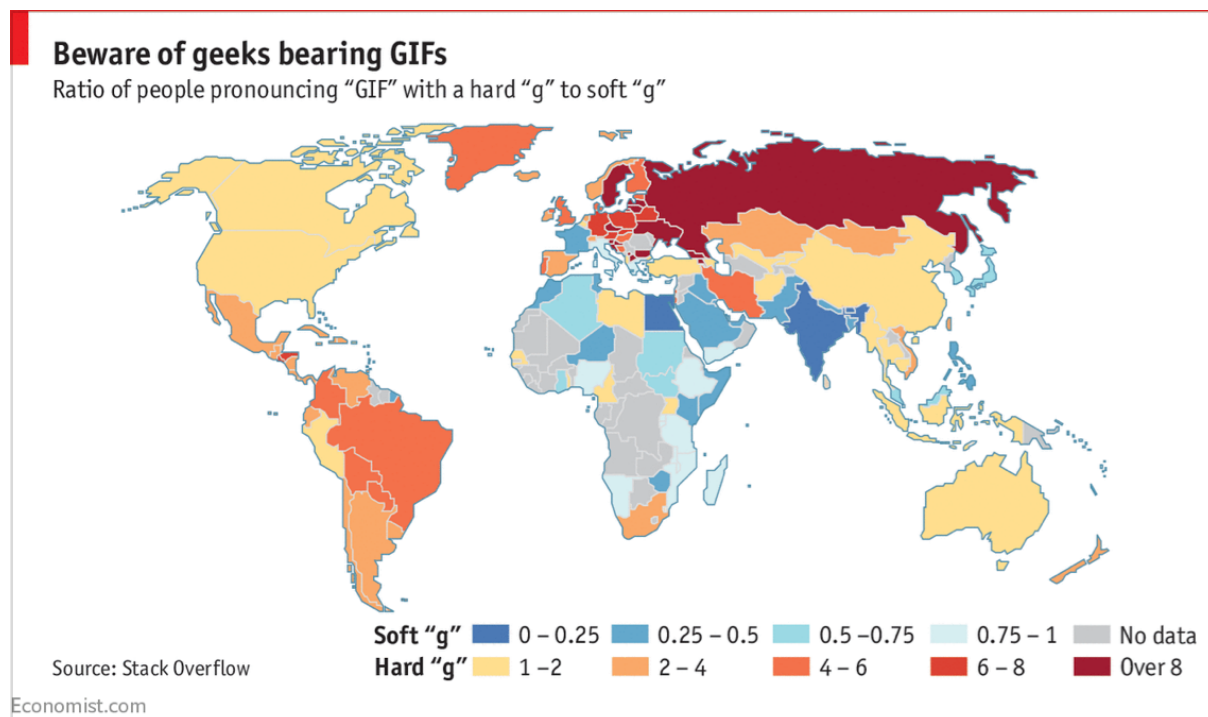 Beware of geeks bearing GIFs
Ratio of people pronouncing “GIF” with a hard “g” to soft “g”
Soft “g” 0 – 0.25 0.25 – 0.5 0.5 –0.75 0.75 – 1 No data
Hard “g” 1 –2 2 – 4 4 – 6 6 – 8 Over 8
Source: Stack Overflow
Economist.com